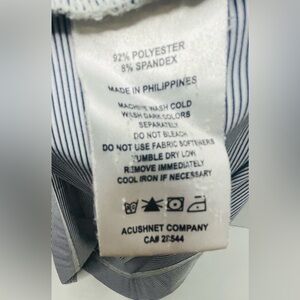 92% POLYESTER
8% SPANDEX
MADE IN PHILIPPINES
MACHINE WASH COLD
WASH DARK COLORS
SEPARATELY
DO NOT BLEACH
DO NOT USE FABRIC SOFTENERS
TUMBLE DRY LOW
REMOVE IMMEDIATELY
COOL IRON IF NECESSARY
ACUSHNET COMPANY
CA#